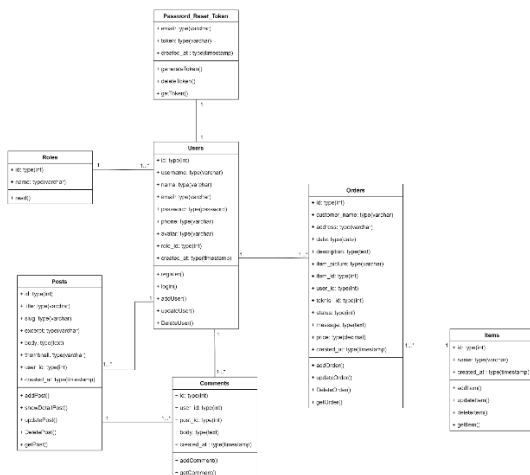 Password_Reset_Token
+ email: type(varchar)
+ token: type(varchar)
+ created_at : type(timestamp)
+ generateToken()
+ deleteToken()
+ getToken()
1
1
Roles
+ id: type(int)
+ name: type(varchar)
+ read()
1
1...*
Users
+ id: type(int)
+ username: type(varchar)
+ name: type(varchar)
+ email: type(varchar)
+ password: type(password)
+ phone: type(varchar)
+ avatar: type(varchar)
+ role_id: type(int)
+ created_at: type(timestamp)
+ register()
+ login()
+ addUser()
+ updateUser()
+ DeleteUser()
1
1...*
1
1
Orders
+ id: type(int)
+ customer_name: type(varchar)
+ address: type(varchar)
+ date: type(date)
+ description: type(text)
+ item_picture: type(varchar)
+ item_id: type(int)
+ user_id: type(int)
type(int)
+ status: type(int)
+ message: type(text)
+ price: type(decimal)
+ created_at: type(timestamp)
+ addOrder()
+ updateOrder()
+ DeleteOrder()
+ getOrder()
1...*
1
Items
+ id: type(int)
+ name: type(varchar)
+ created_at : type(timestamp)
+ addItem()
+ updateItem()
+ deleteItem()
+ getItem()
Posts
+ id: type(int)
+ title: type(varchar)
+ slug: type(varchar)
+ excerpt: type(varchar)
+ body: type(text)
+ thumbnail: type(varchar)
+ user_id: type(int)
+ created_at: type(timestamp)
+ addPost()
+ showDetailPost()
+ updatePost()
+ DeletePost()
+ getPost()
1...*
1
1...*
1...*
Comments
+ id: type(int)
+ user_id: type(int)
+ post_id: type(int)
+ body: type(text)
+ created_at : type(timestamp)
+ addComment()
+ getComment()